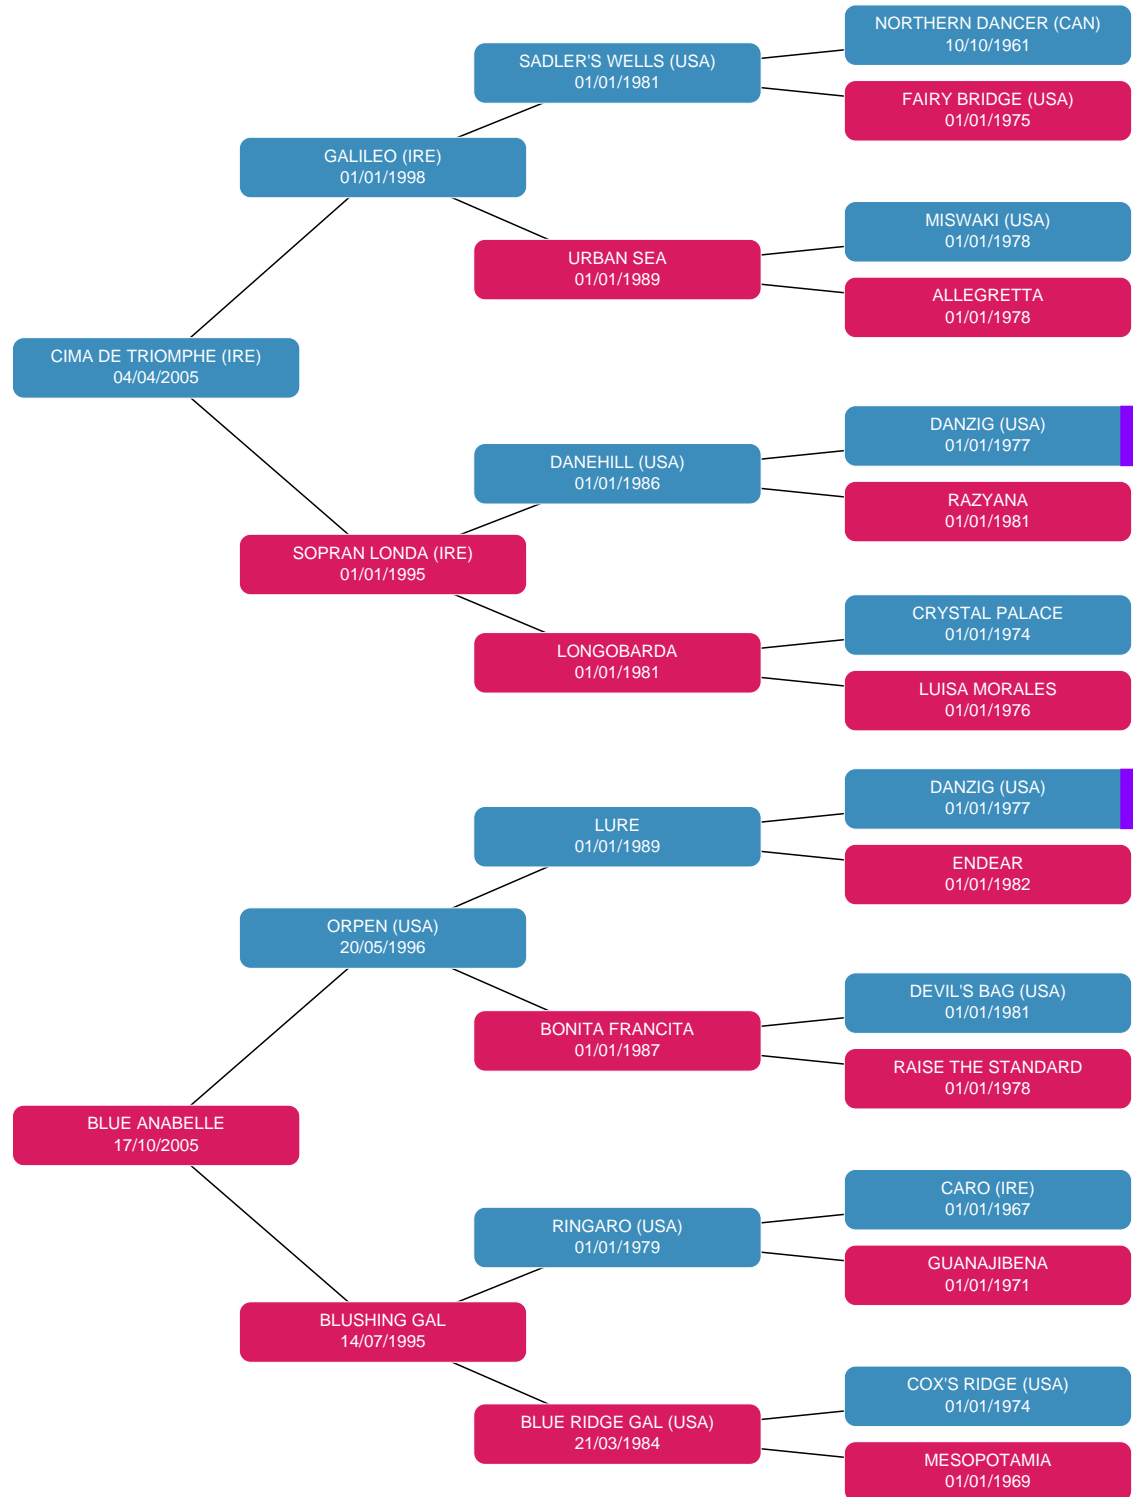 NORTHERN DANCER (CAN)
10/10/1961
SADLER'S WELLS (USA)
01/01/1981
FAIRY BRIDGE (USA)
01/01/1975
GALILEO (IRE)
01/01/1998
MISWAKI (USA)
01/01/1978
URBAN SEA
01/01/1989
ALLEGRETTA
01/01/1978
CIMA DE TRIOMPHE (IRE)
04/04/2005
DANZIG (USA)
01/01/1977
DANEHILL (USA)
01/01/1986
RAZYANA
01/01/1981
SOPRAN LONDA (IRE)
01/01/1995
CRYSTAL PALACE
01/01/1974
LONGOBARDA
01/01/1981
LUISA MORALES
01/01/1976
DANZIG (USA)
01/01/1977
LURE
01/01/1989
ENDEAR
01/01/1982
ORPEN (USA)
20/05/1996
DEVIL'S BAG (USA)
01/01/1981
BONITA FRANCITA
01/01/1987
RAISE THE STANDARD
01/01/1978
BLUE ANABELLE
17/10/2005
CARO (IRE)
01/01/1967
RINGARO (USA)
01/01/1979
GUANAJIBENA
01/01/1971
BLUSHING GAL
14/07/1995
COX'S RIDGE (USA)
01/01/1974
BLUE RIDGE GAL (USA)
21/03/1984
MESOPOTAMIA
01/01/1969